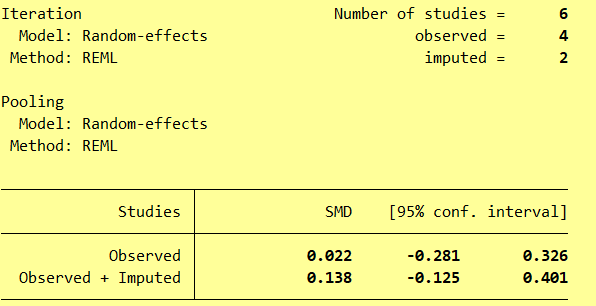 Iteration Number of studies = 6
Model: Random-effects observed = 4
Method: REML imputed = 2
Pooling
Model: Random-effects
Method: REML
Studies SMD [95% conf. interval]
Observed 0.022 -0.281 0.326
Observed + Imputed 0.138 -0.125 0.401